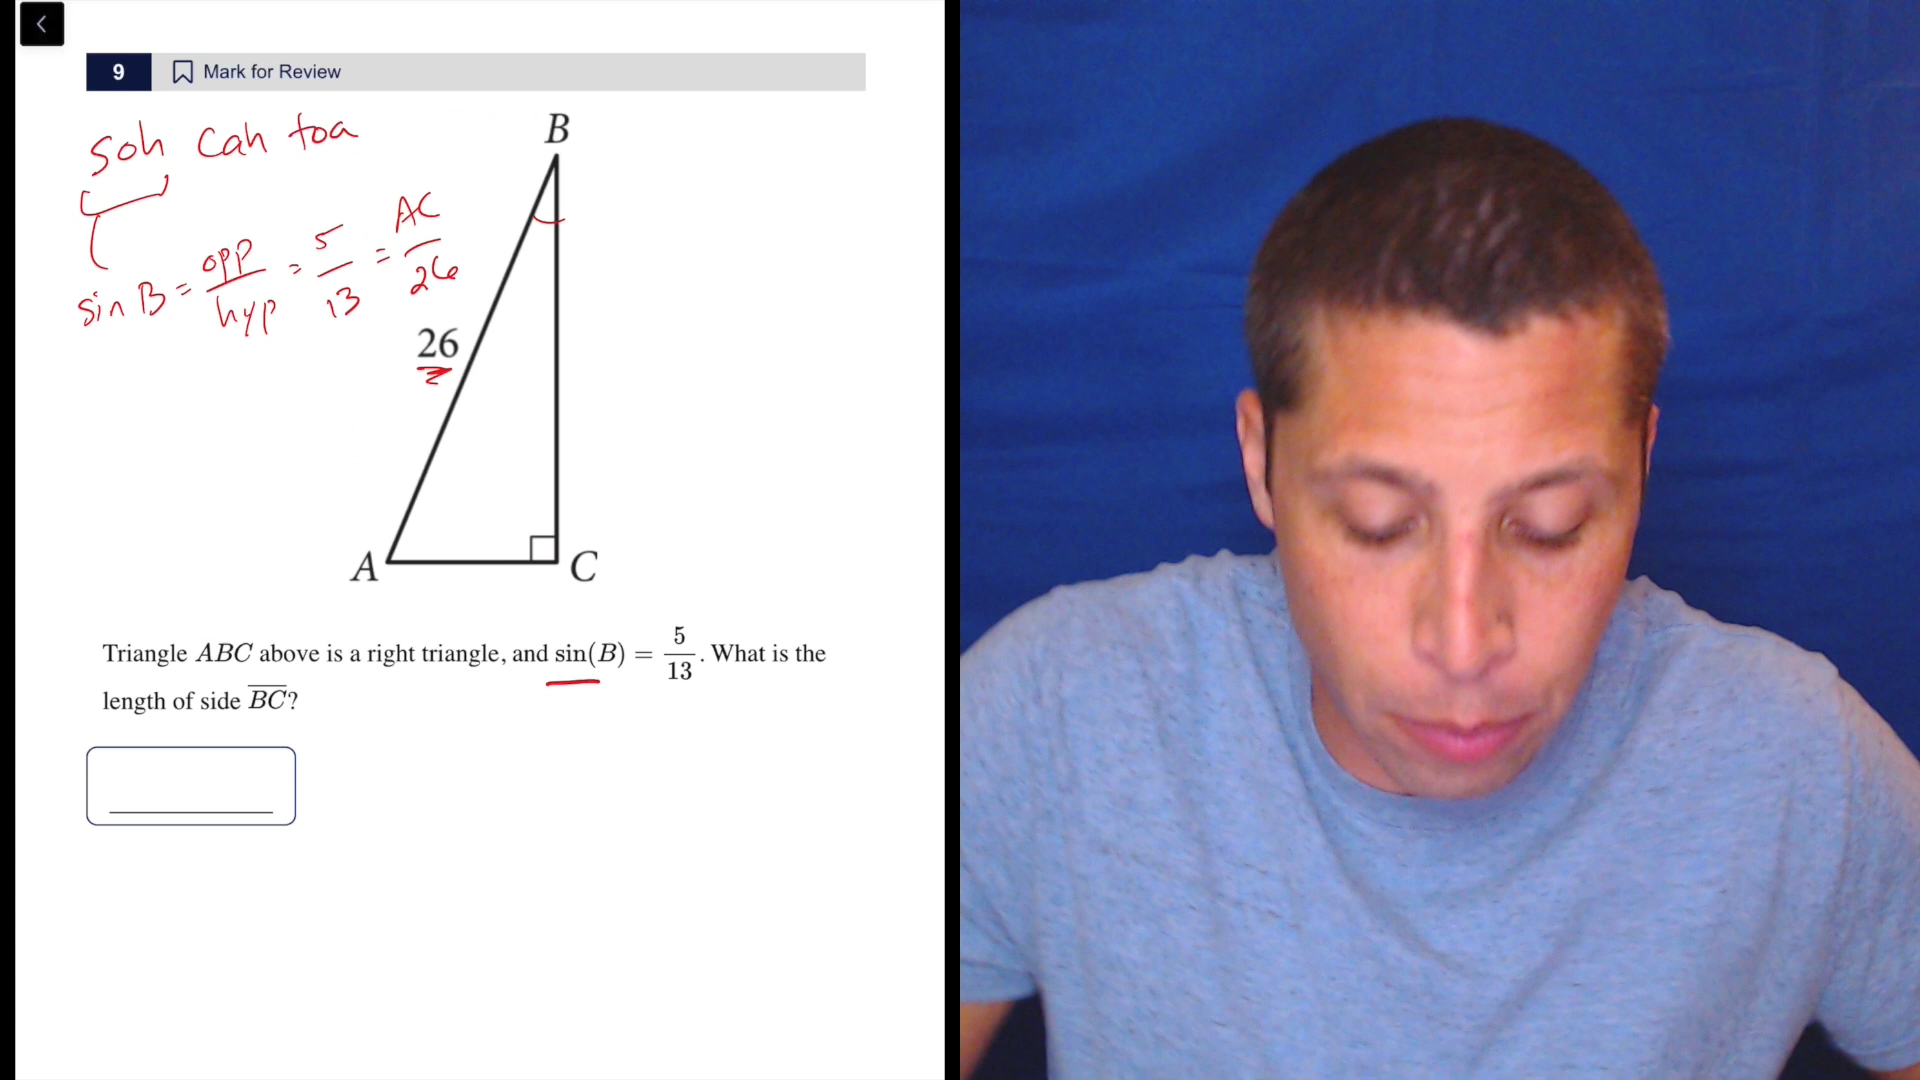 9 Mark for Review
Soh Cah toa
sin B = opp/hyp = 5/13 = AC/26
B
26
A
C
Triangle ABC above is a right triangle, and sin(B) = 5/13. What is the
length of side BC?